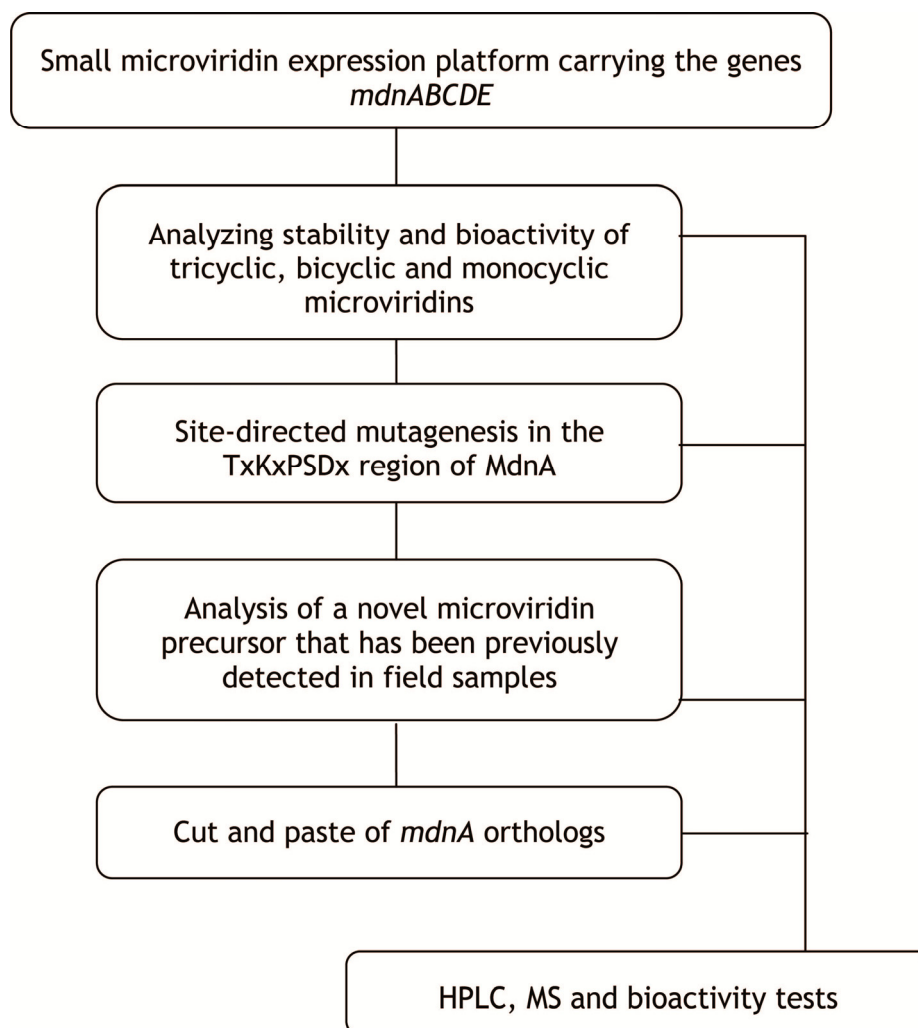 Small microviridin expression platform carrying the genes
mdnABCDE
Analyzing stability and bioactivity of
tricyclic, bicyclic and monocyclic
microviridins
Site-directed mutagenesis in the
TxKxPSDx region of MdnA
Analysis of a novel microviridin
precursor that has been previously
detected in field samples
Cut and paste of mdnA orthologs
HPLC, MS and bioactivity tests